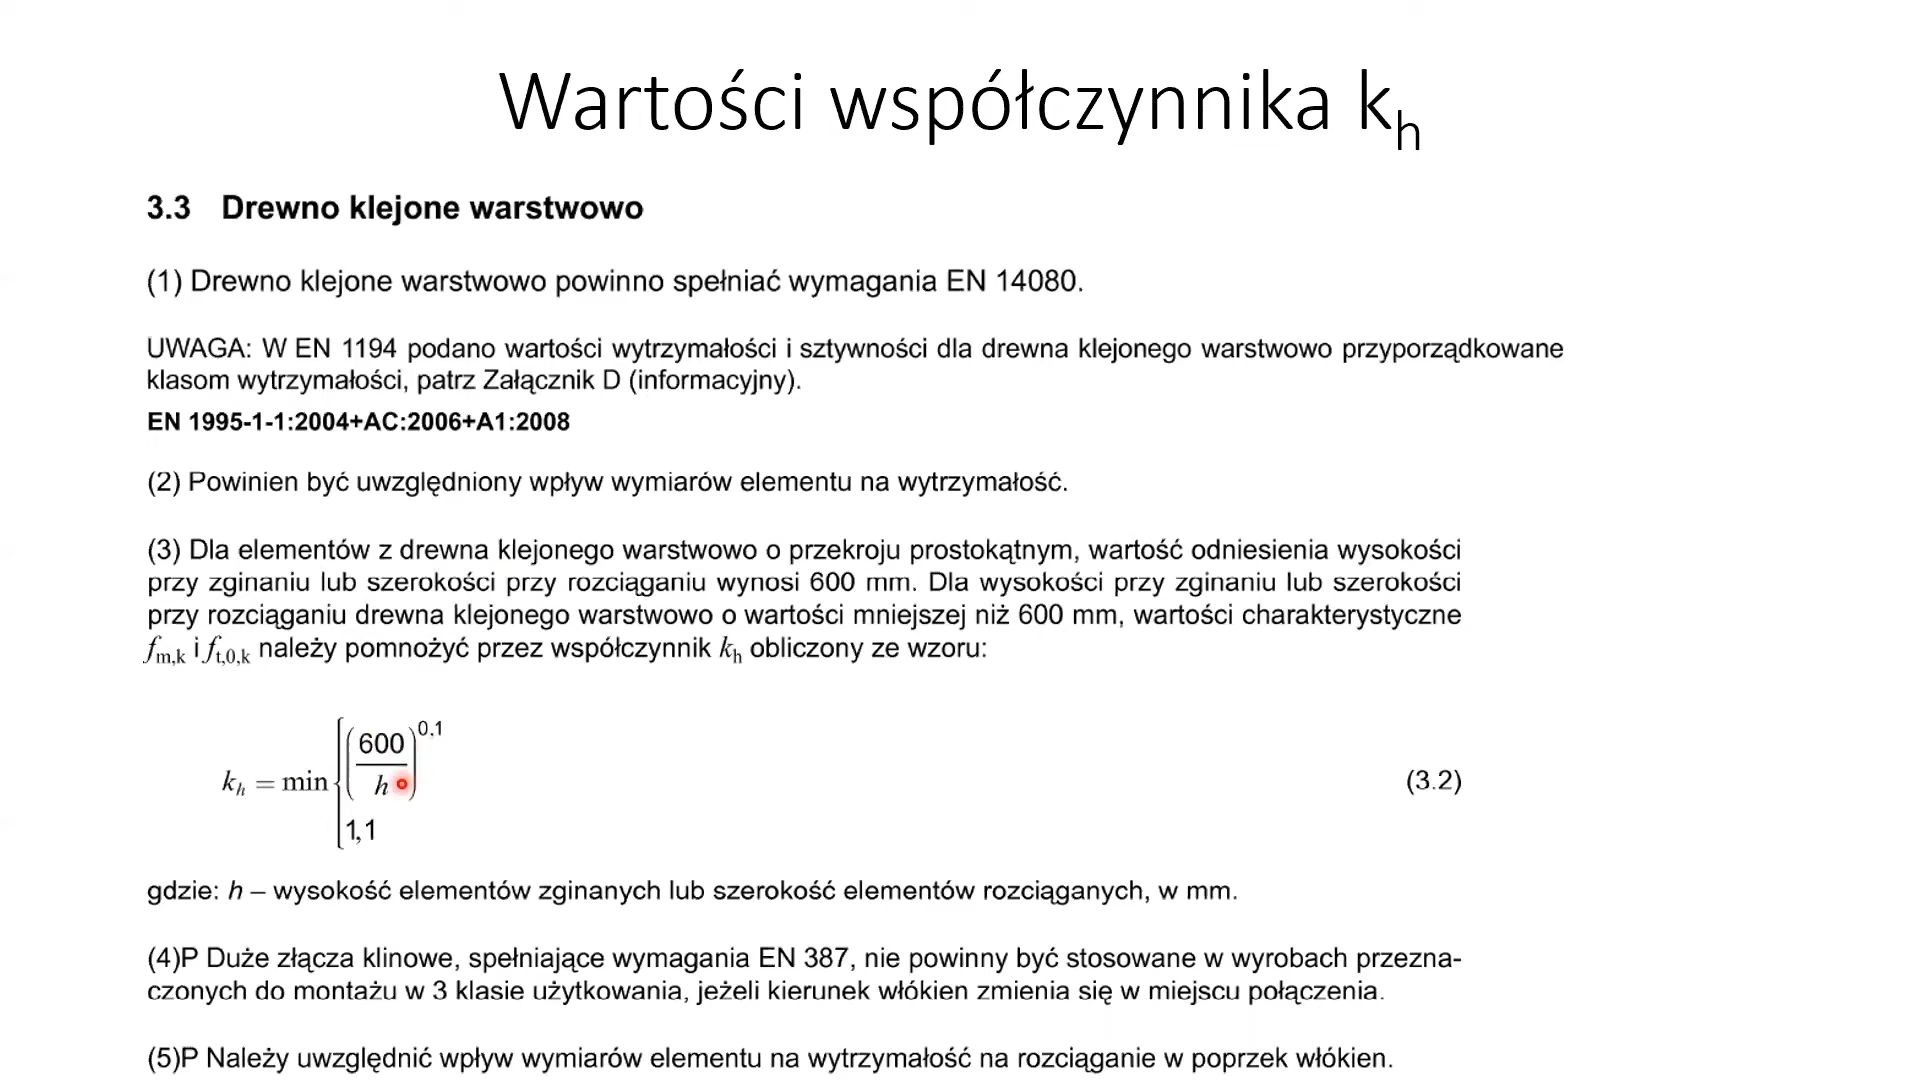 Wartości współczynnika kh
3.3 Drewno klejone warstwowo
(1) Drewno klejone warstwowo powinno spełniać wymagania EN 14080.
UWAGA: W EN 1194 podano wartości wytrzymałości i sztywności dla drewna klejonego warstwowo przyporządkowane
klasom wytrzymałości, patrz Załącznik D (informacyjny).
EN 1995-1-1:2004+AC:2006+A1:2008
(2) Powinien być uwzględniony wpływ wymiarów elementu na wytrzymałość.
(3) Dla elementów z drewna klejonego warstwowo o przekroju prostokątnym, wartość odniesienia wysokości
przy zginaniu lub szerokości przy rozciąganiu wynosi 600 mm. Dla wysokości przy zginaniu lub szerokości
przy rozciąganiu drewna klejonego warstwowo o wartości mniejszej niż 600 mm, wartości charakterystyczne
fm,k i ft,0,k należy pomnożyć przez współczynnik kh obliczony ze wzoru:
kh = min { (600/h)^0,1 ; 1,1 (3.2)
gdzie: h – wysokość elementów zginanych lub szerokość elementów rozciąganych, w mm.
(4)P Duże złącza klinowe, spełniające wymagania EN 387, nie powinny być stosowane w wyrobach przezna-
czonych do montażu w 3 klasie użytkowania, jeżeli kierunek włókien zmienia się w miejscu połączenia.
(5)P Należy uwzględnić wpływ wymiarów elementu na wytrzymałość na rozciąganie w poprzek włókien.